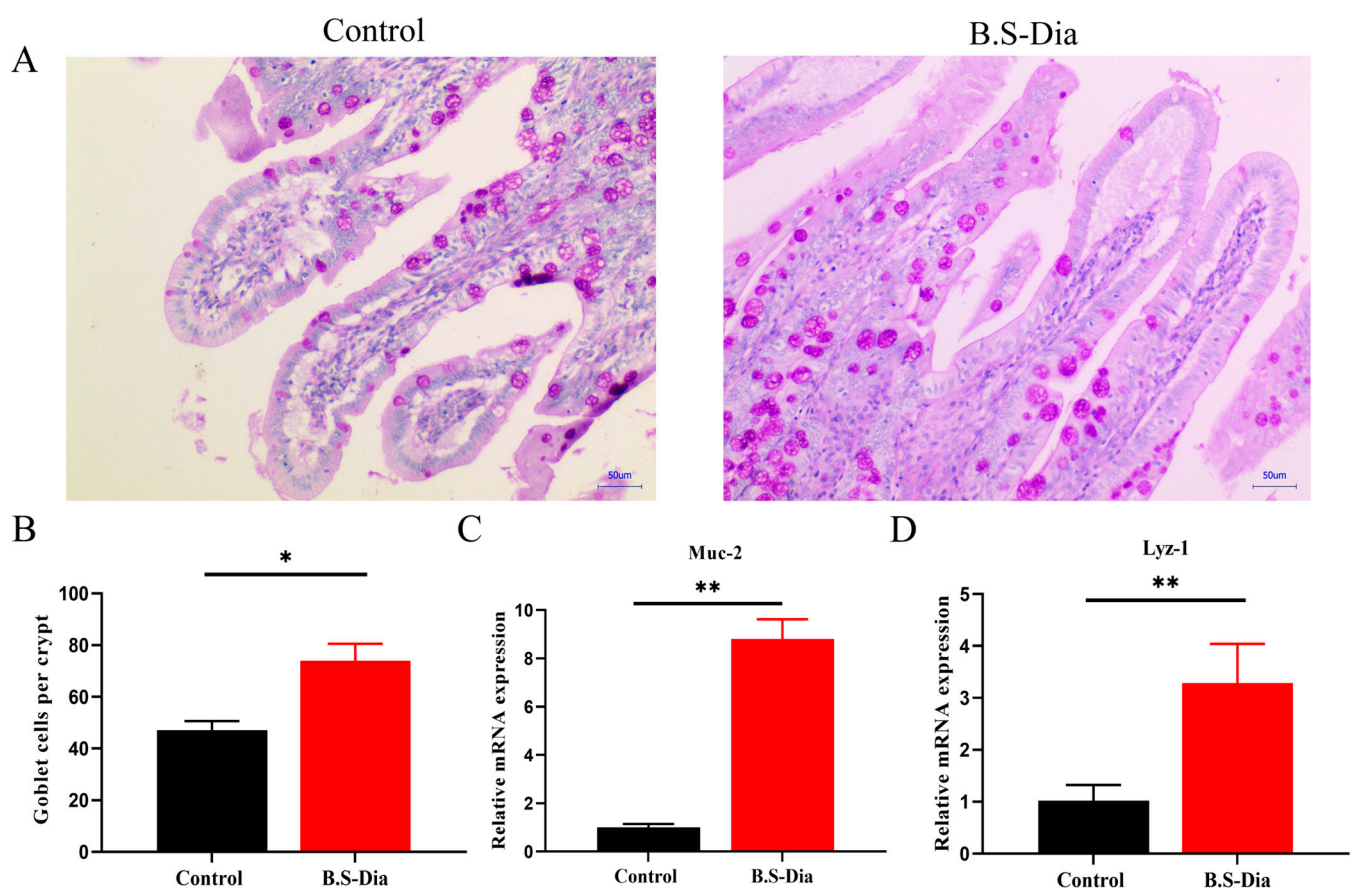 Control
B.S-Dia
A
50um
50um
B
C
D
*
Goblet cells per crypt
100
80
60
40
20
0
Control
B.S-Dia
Muc-2
**
Relative mRNA expression
10
8
6
4
2
0
Control
B.S-Dia
Lyz-1
**
Relative mRNA expression
5
4
3
2
1
0
Control
B.S-Dia